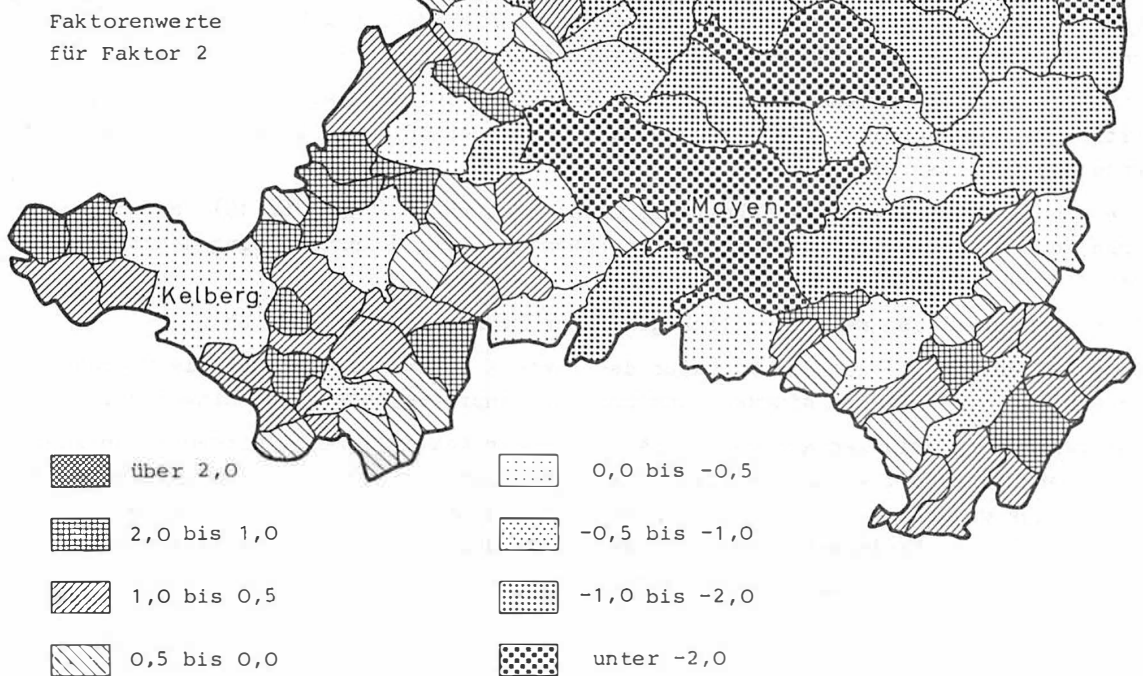 Faktorenwerte
für Faktor 2
Mayen
Kelberg
über 2,0
2,0 bis 1,0
1,0 bis 0,5
0,5 bis 0,0
0,0 bis -0,5
-0,5 bis -1,0
-1,0 bis -2,0
unter -2,0